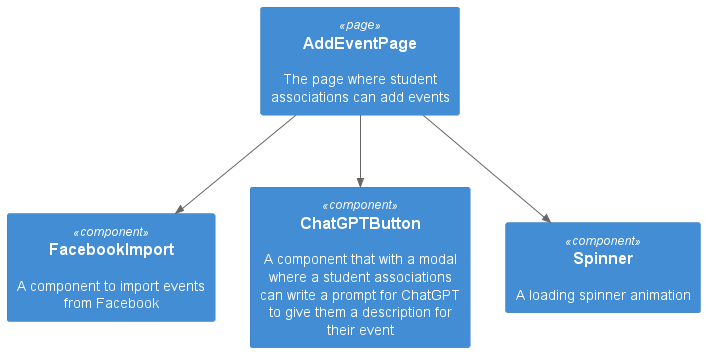 «page»
AddEventPage
The page where student
associations can add events
«component»
FacebookImport
A component to import events
from Facebook
«component»
ChatGPTButton
A component that with a modal
where a student associations
can write a prompt for ChatGPT
to give them a description for
their event
«component»
Spinner
A loading spinner animation